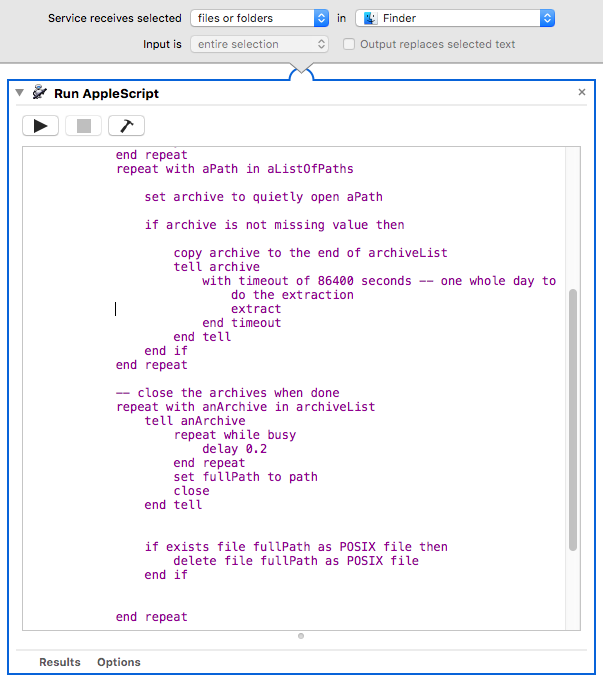 Service receives selected files or folders in Finder
Input is entire selection Output replaces selected text
Run AppleScript
end repeat
repeat with aPath in aListOfPaths
set archive to quietly open aPath
if archive is not missing value then
copy archive to the end of archiveList
tell archive
with timeout of 86400 seconds -- one whole day to
do the extraction
extract
end timeout
end tell
end if
end repeat
-- close the archives when done
repeat with anArchive in archiveList
tell anArchive
repeat while busy
delay 0.2
end repeat
set fullPath to path
close
end tell
if exists file fullPath as POSIX file then
delete file fullPath as POSIX file
end if
end repeat
Results Options